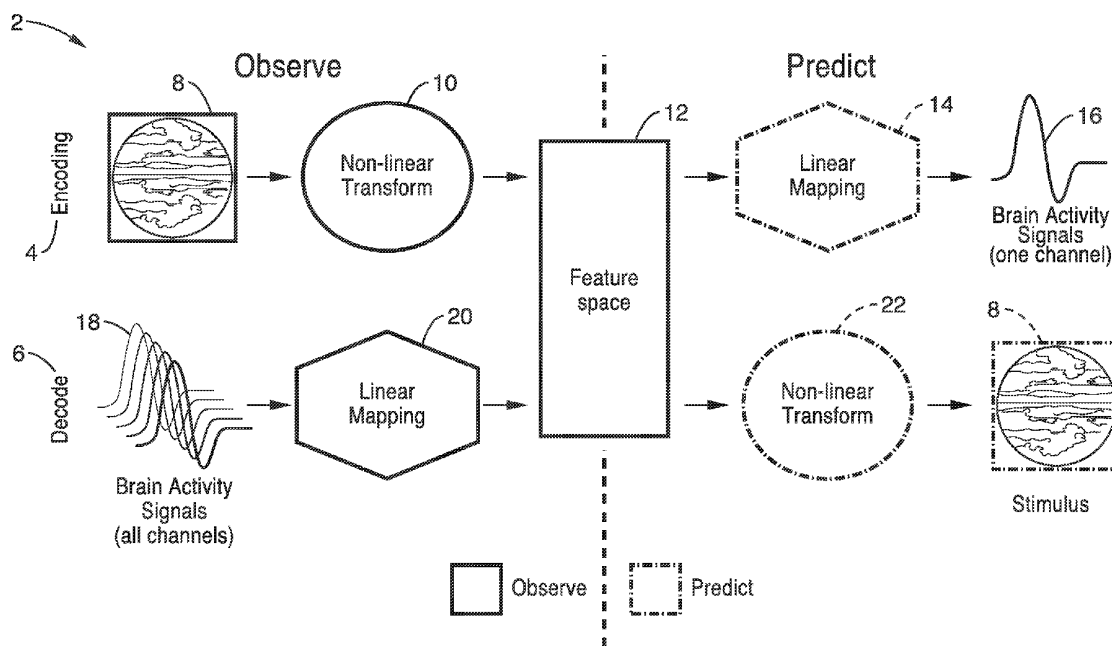 2
Observe
Predict
8
10
12
14
16
4 Encoding
Non-linear
Transform
Linear
Mapping
Brain Activity
Signals
(one channel)
Feature
space
18
20
22
8
6 Decode
Linear
Mapping
Non-linear
Transform
Brain Activity
Signals
(all channels)
Stimulus
Observe
Predict